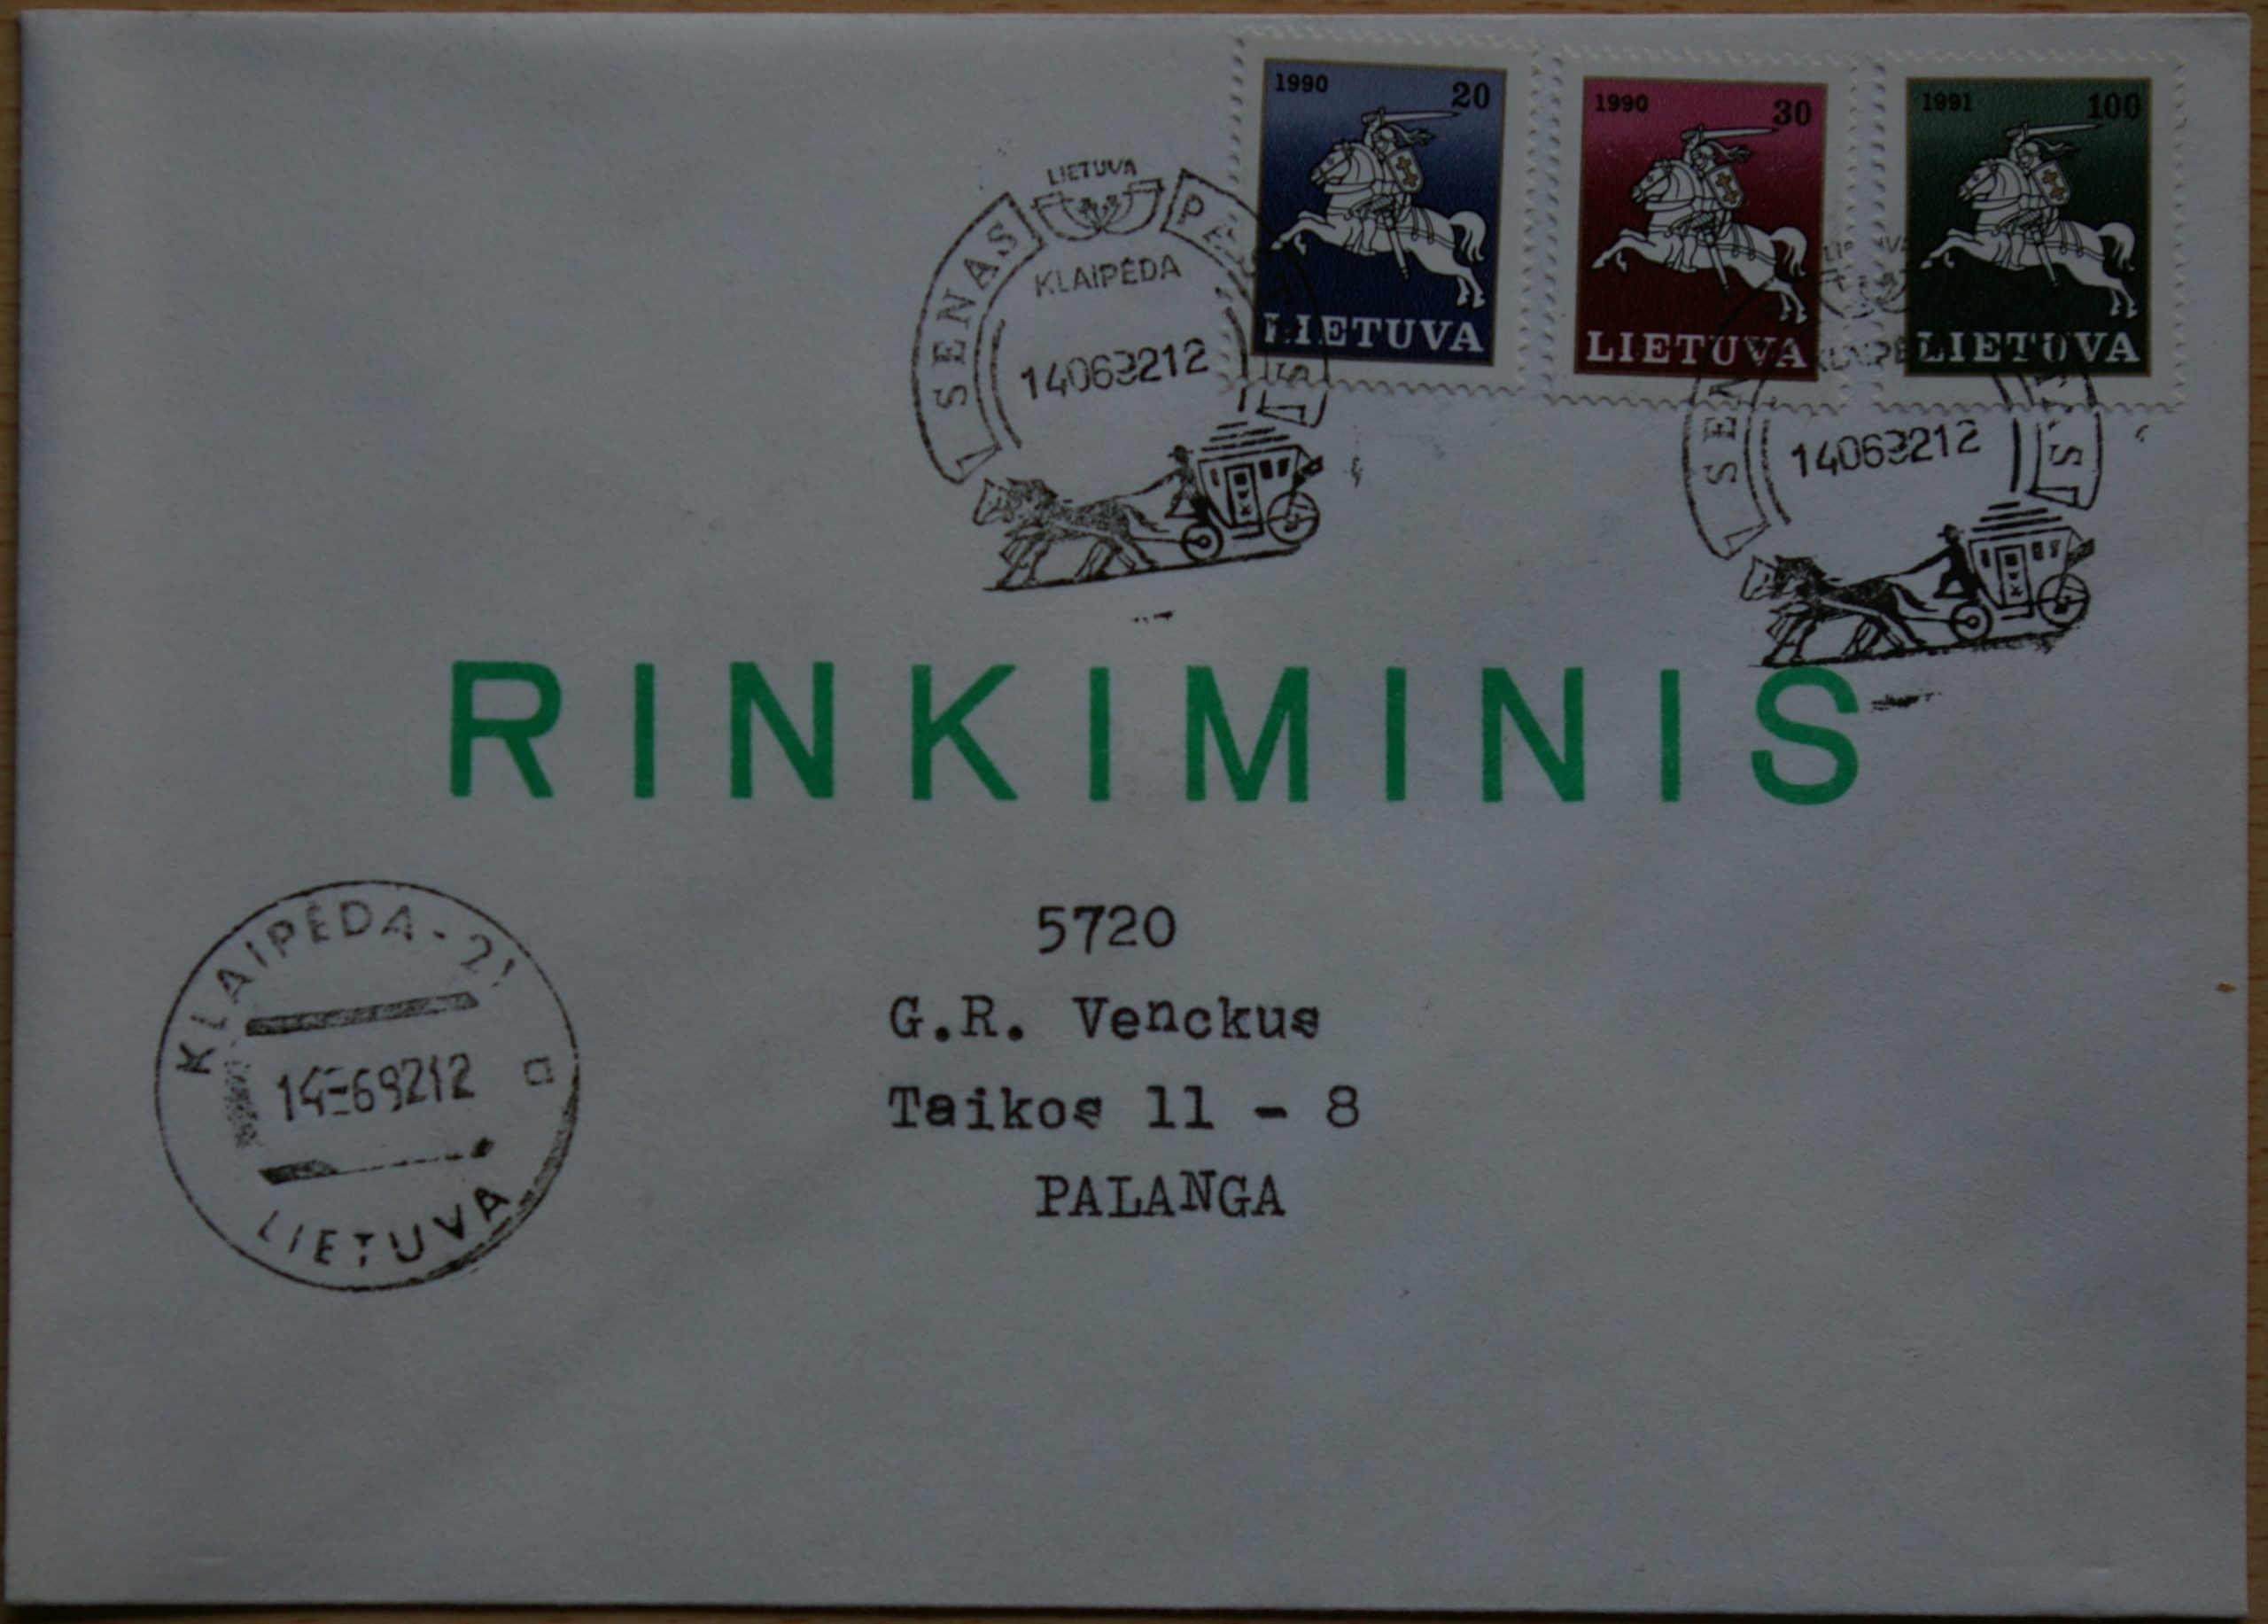 1990 20
LIETUVA
1990 30
LIETUVA
1991 100
LIETUVA
LIETUVA
SENAS
KLAIPĖDA
14069212
14069212
RINKIMINIS
5720
G.R. Venckus
Taikos 11 - 8
PALANGA
KLAIPĖDA-21
14-69212
LIETUVA